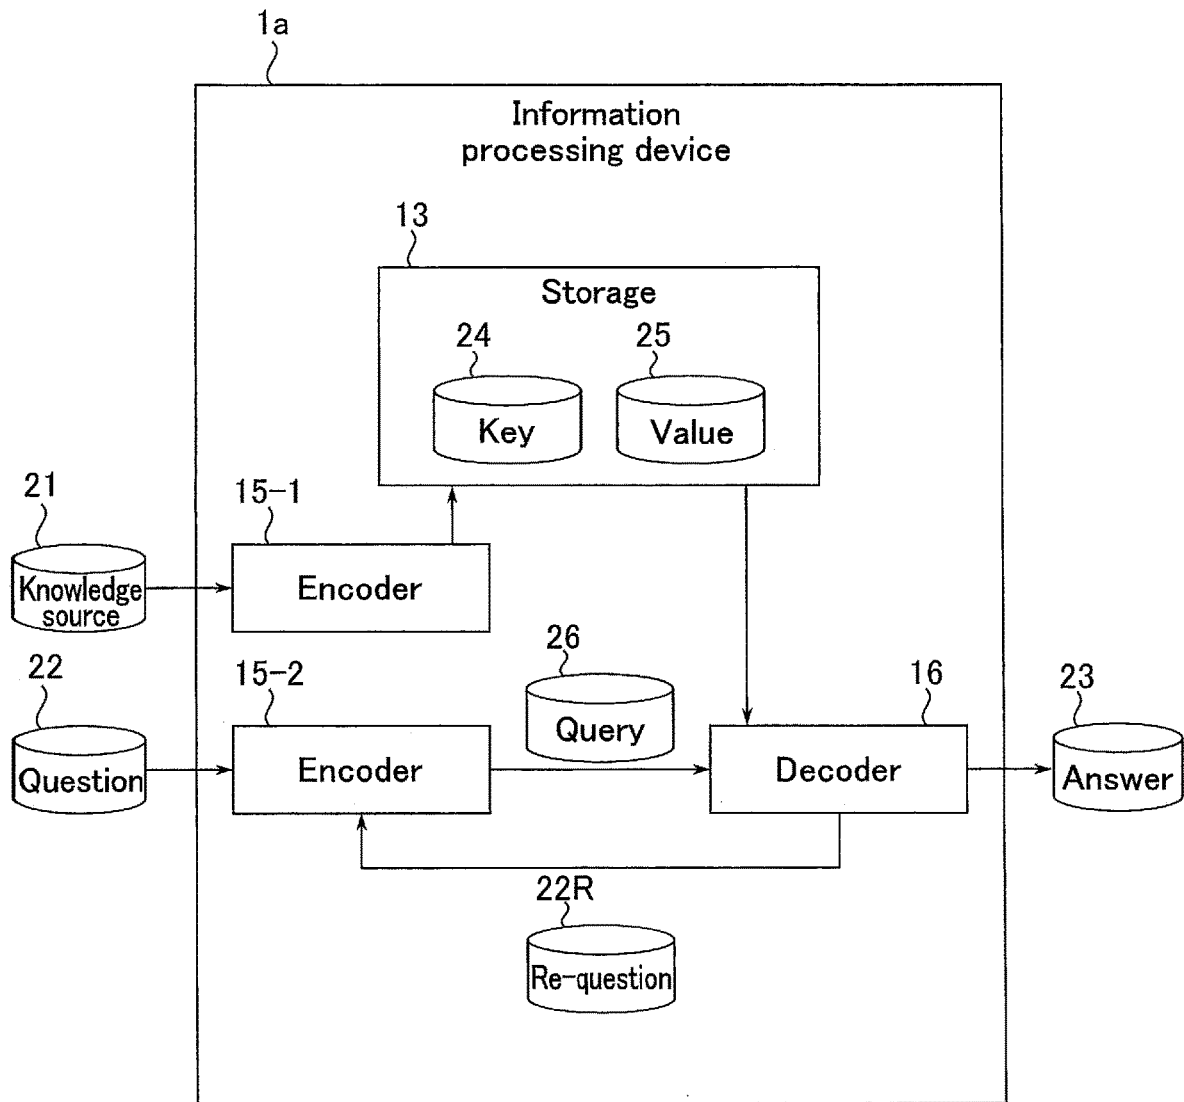 1a
Information
processing device
13
Storage
24
25
Key
Value
21
15-1
Knowledge
source
Encoder
22
15-2
26
16
23
Question
Encoder
Query
Decoder
Answer
22R
Re-question